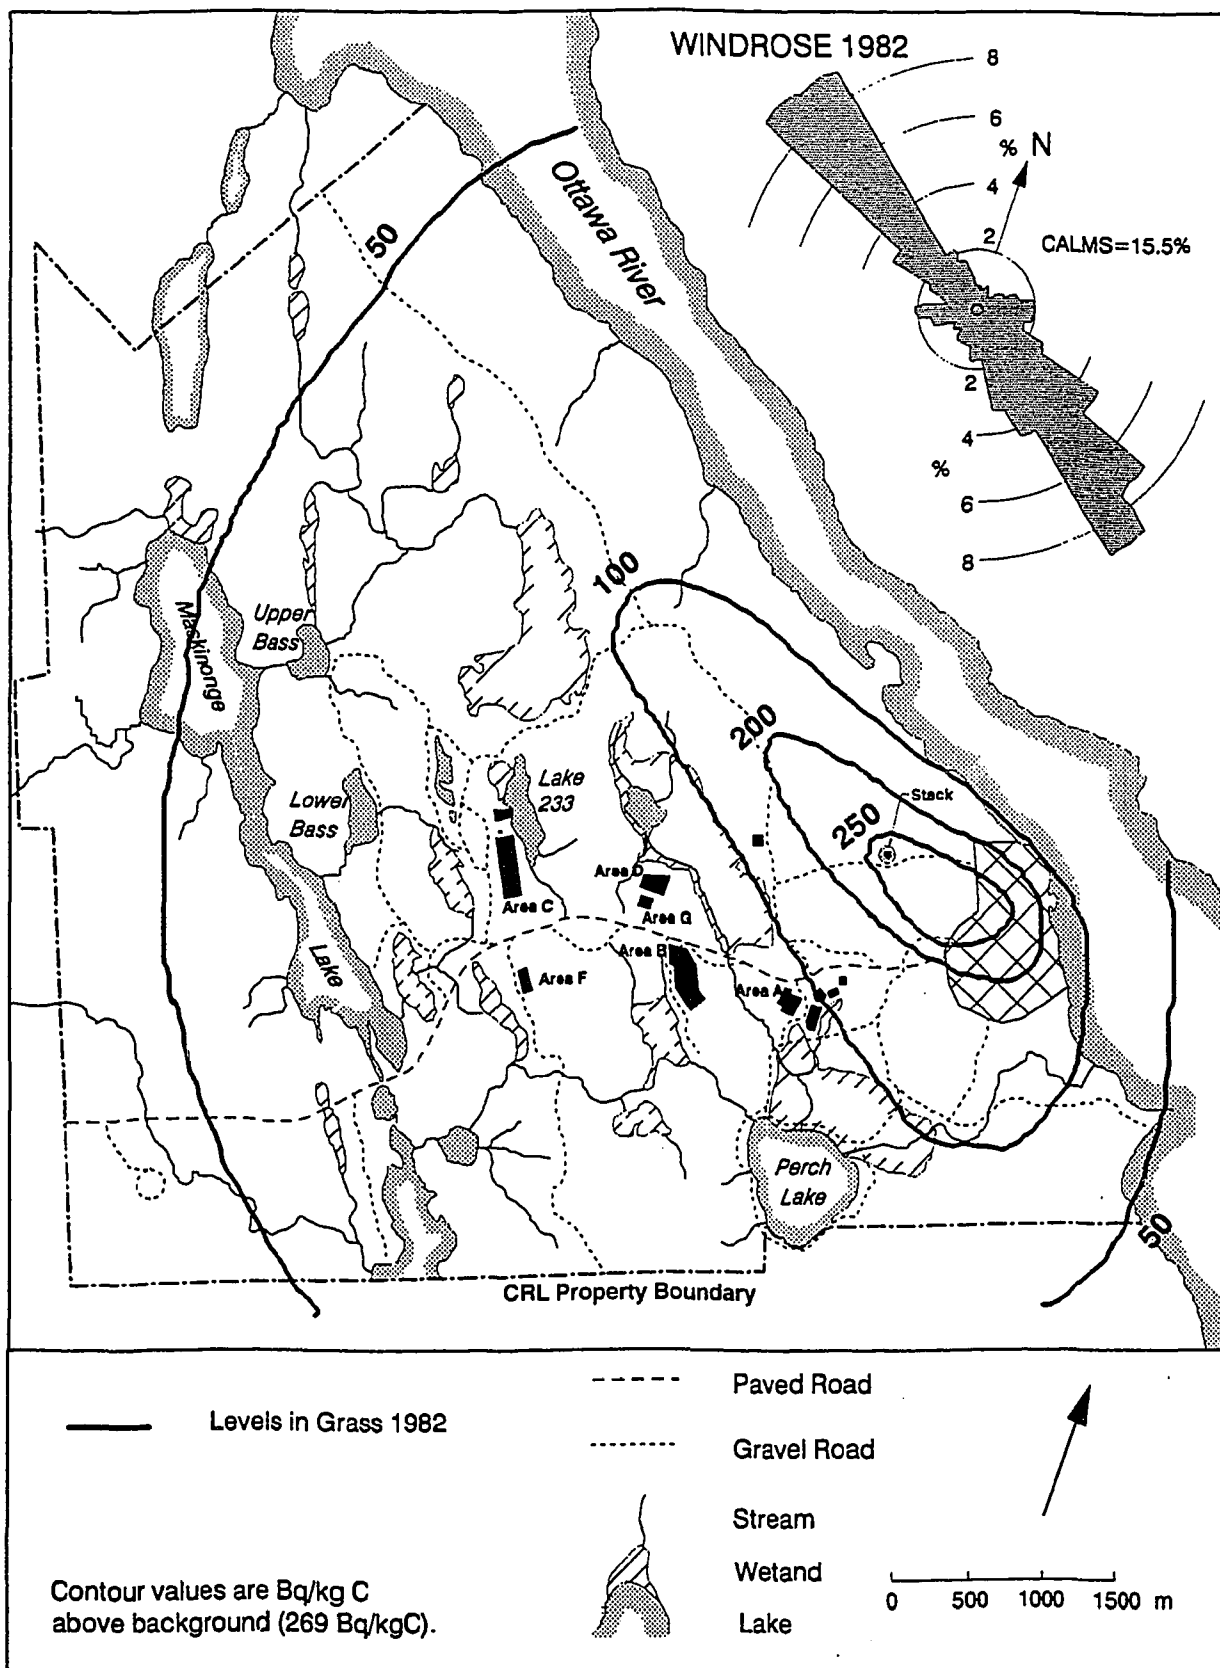 WINDROSE 1982
8
6
% N
4
2
CALMS=15.5%
2
4
%
6
8
Ottawa River
50
100
Upper
Bass
Maskinonge
200
Lake
233
Stack
Lower
Bass
250
Area D
Area C
Area G
Area B
Lake
Area F
Area A
Perch
Lake
50
CRL Property Boundary
Levels in Grass 1982
Paved Road
Gravel Road
Stream
Wetand
Lake
Contour values are Bq/kg C
above background (269 Bq/kgC).
0 500 1000 1500 m